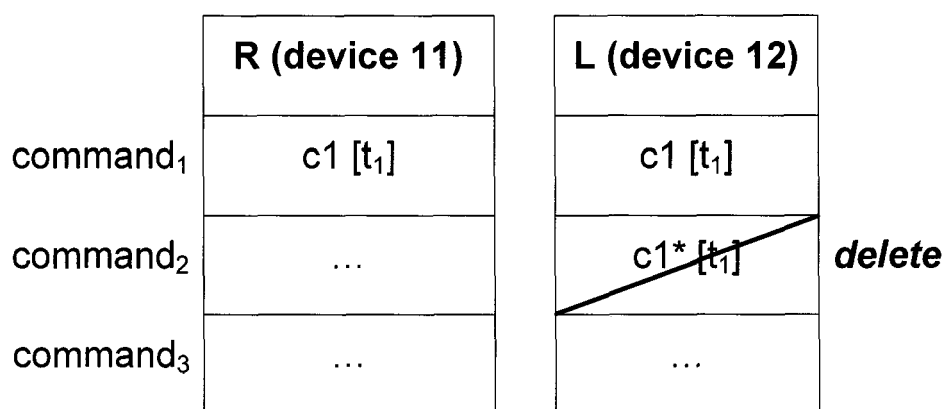 R (device 11) L (device 12)
command₁ c1 [t₁] c1 [t₁]
command₂ ... c1* [t₁] delete
command₃ ... ...